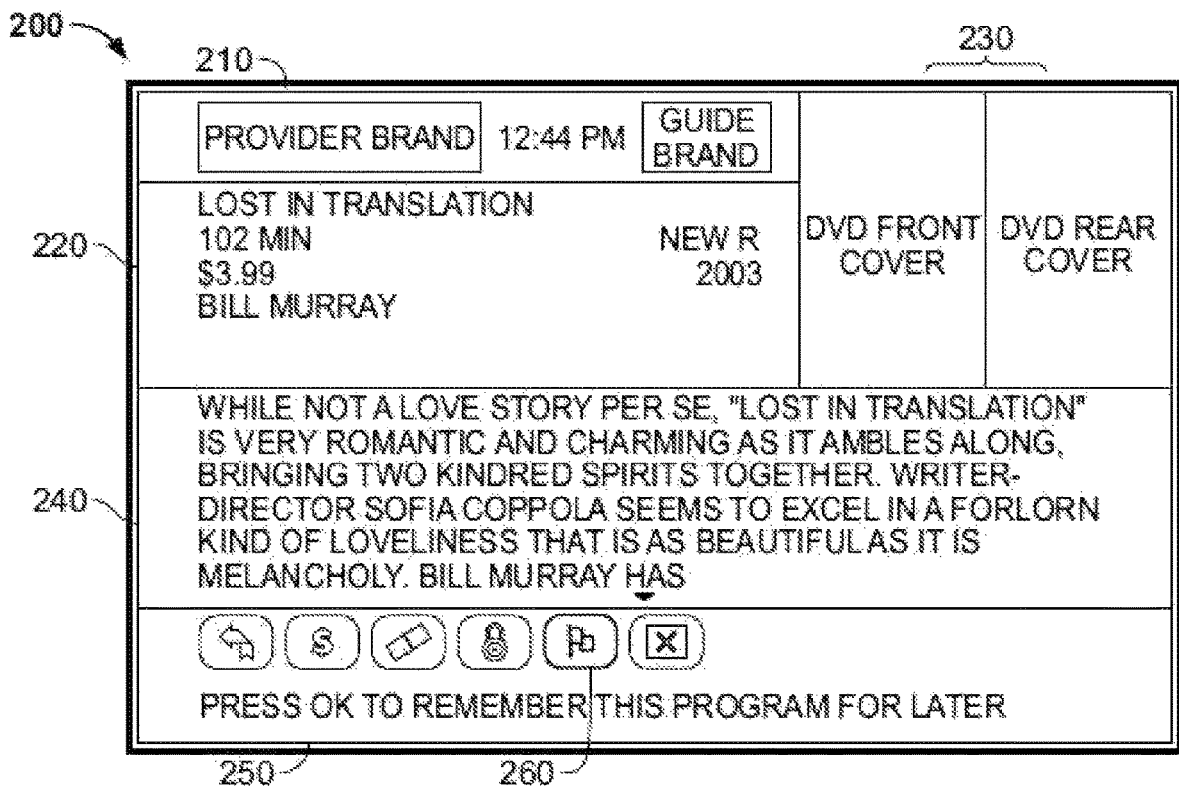 200
210
230
PROVIDER BRAND
12:44 PM
GUIDE
BRAND
220
LOST IN TRANSLATION
102 MIN
NEW R
$3.99
2003
BILL MURRAY
DVD FRONT
COVER
DVD REAR
COVER
240
WHILE NOT A LOVE STORY PER SE, "LOST IN TRANSLATION"
IS VERY ROMANTIC AND CHARMING AS IT AMBLES ALONG,
BRINGING TWO KINDRED SPIRITS TOGETHER. WRITER-
DIRECTOR SOFIA COPPOLA SEEMS TO EXCEL IN A FORLORN
KIND OF LOVELINESS THAT IS AS BEAUTIFUL AS IT IS
MELANCHOLY. BILL MURRAY HAS
$
PRESS OK TO REMEMBER THIS PROGRAM FOR LATER
250
260